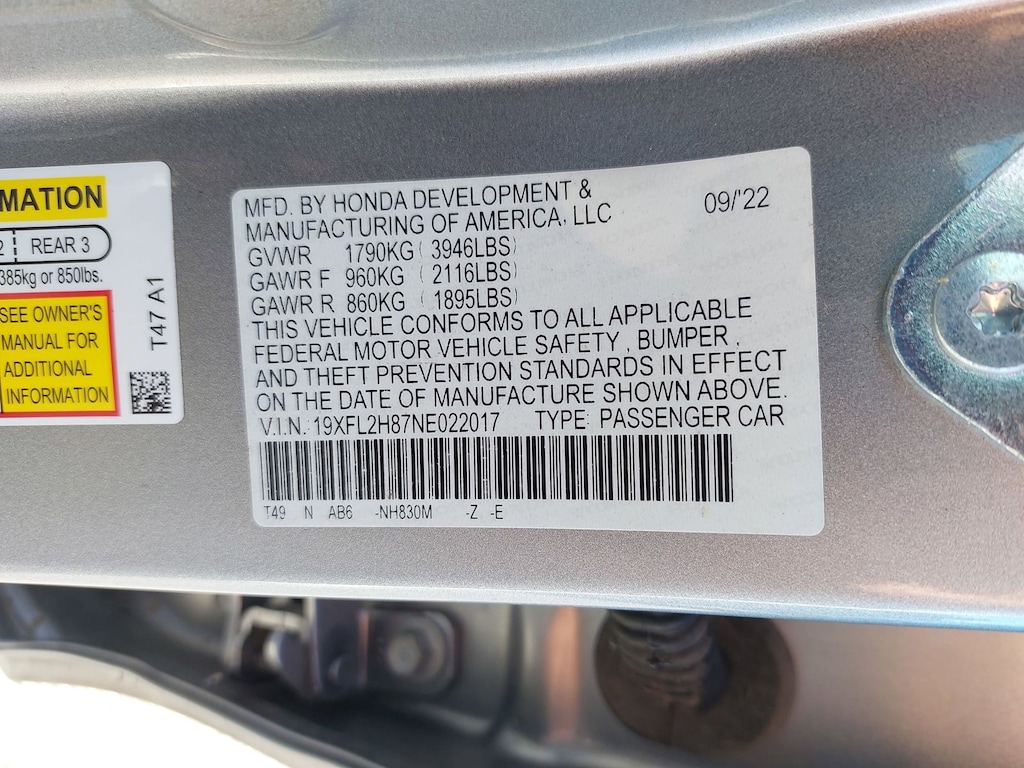 MATION
2 REAR 3
385kg or 850lbs.
SEE OWNER'S
MANUAL FOR
ADDITIONAL
INFORMATION
T47 A1
MFD. BY HONDA DEVELOPMENT &
MANUFACTURING OF AMERICA, LLC 09/'22
GVWR 1790KG ( 3946LBS)
GAWR F 960KG ( 2116LBS)
GAWR R 860KG ( 1895LBS)
THIS VEHICLE CONFORMS TO ALL APPLICABLE
FEDERAL MOTOR VEHICLE SAFETY , BUMPER ,
AND THEFT PREVENTION STANDARDS IN EFFECT
ON THE DATE OF MANUFACTURE SHOWN ABOVE.
V.I.N.: 19XFL2H87NE022017 TYPE: PASSENGER CAR
T49 N AB6 -NH830M -Z -E